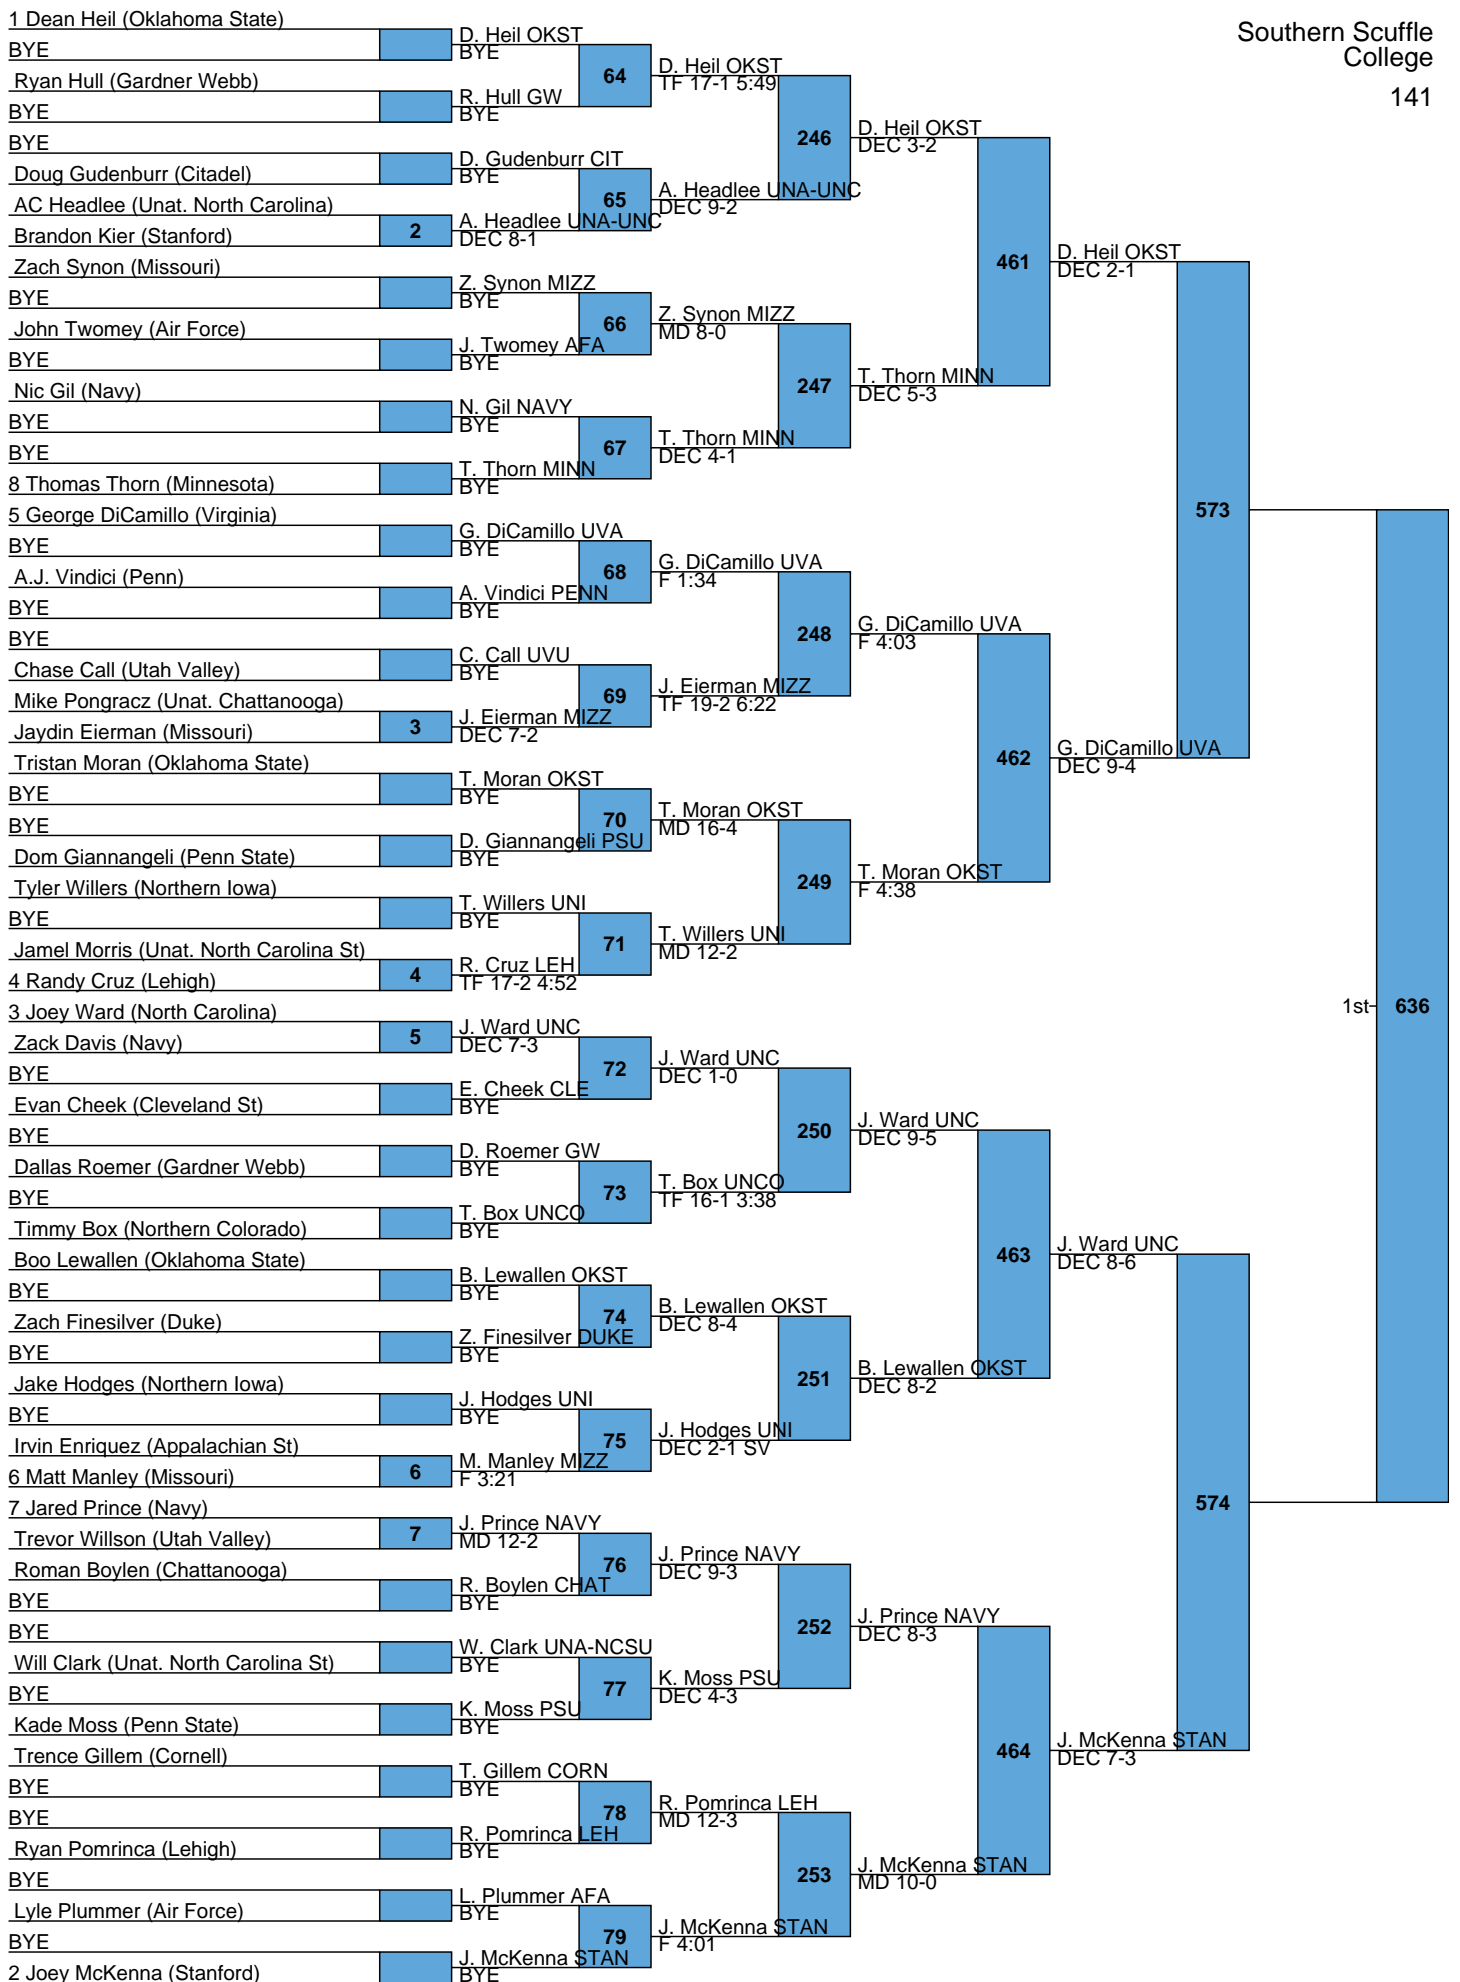 Southern Scuffle
College
141
1 Dean Heil (Oklahoma State)
BYE
Ryan Hull (Gardner Webb)
BYE
BYE
Doug Gudenburr (Citadel)
AC Headlee (Unat. North Carolina)
Brandon Kier (Stanford)
Zach Synon (Missouri)
BYE
John Twomey (Air Force)
BYE
Nic Gil (Navy)
BYE
BYE
8 Thomas Thorn (Minnesota)
5 George DiCamillo (Virginia)
BYE
A.J. Vindici (Penn)
BYE
BYE
Chase Call (Utah Valley)
Mike Pongracz (Unat. Chattanooga)
Jaydin Eierman (Missouri)
Tristan Moran (Oklahoma State)
BYE
BYE
Dom Giannangeli (Penn State)
Tyler Willers (Northern Iowa)
BYE
Jamel Morris (Unat. North Carolina St)
4 Randy Cruz (Lehigh)
3 Joey Ward (North Carolina)
Zack Davis (Navy)
BYE
Evan Cheek (Cleveland St)
BYE
Dallas Roemer (Gardner Webb)
BYE
Timmy Box (Northern Colorado)
Boo Lewallen (Oklahoma State)
BYE
Zach Finesilver (Duke)
BYE
Jake Hodges (Northern Iowa)
BYE
Irvin Enriquez (Appalachian St)
6 Matt Manley (Missouri)
7 Jared Prince (Navy)
Trevor Willson (Utah Valley)
Roman Boylen (Chattanooga)
BYE
BYE
Will Clark (Unat. North Carolina St)
BYE
Kade Moss (Penn State)
Trence Gillem (Cornell)
BYE
BYE
Ryan Pomrinca (Lehigh)
BYE
Lyle Plummer (Air Force)
BYE
2 Joey McKenna (Stanford)
2
3
4
5
6
7
D. Heil OKST
BYE
R. Hull GW
BYE
D. Gudenburr CIT
BYE
A. Headlee UNA-UNC
DEC 8-1
Z. Synon MIZZ
BYE
J. Twomey AFA
BYE
N. Gil NAVY
BYE
T. Thorn MINN
BYE
G. DiCamillo UVA
BYE
A. Vindici PENN
BYE
C. Call UVU
BYE
J. Eierman MIZZ
DEC 7-2
T. Moran OKST
BYE
D. Giannangeli PSU
BYE
T. Willers UNI
BYE
R. Cruz LEH
TF 17-2 4:52
J. Ward UNC
DEC 7-3
E. Cheek CLE
BYE
D. Roemer GW
BYE
T. Box UNCO
BYE
B. Lewallen OKST
BYE
Z. Finesilver DUKE
BYE
J. Hodges UNI
BYE
M. Manley MIZZ
F 3:21
J. Prince NAVY
MD 12-2
R. Boylen CHAT
BYE
W. Clark UNA-NCSU
BYE
K. Moss PSU
BYE
T. Gillem CORN
BYE
R. Pomrinca LEH
BYE
L. Plummer AFA
BYE
J. McKenna STAN
BYE
64
65
66
67
68
69
70
71
72
73
74
75
76
77
78
79
D. Heil OKST
TF 17-1 5:49
A. Headlee UNA-UNC
DEC 9-2
Z. Synon MIZZ
MD 8-0
T. Thorn MINN
DEC 4-1
G. DiCamillo UVA
F 1:34
J. Eierman MIZZ
TF 19-2 6:22
T. Moran OKST
MD 16-4
T. Willers UNI
MD 12-2
J. Ward UNC
DEC 1-0
T. Box UNCO
TF 16-1 3:38
B. Lewallen OKST
DEC 8-4
J. Hodges UNI
DEC 2-1 SV
J. Prince NAVY
DEC 9-3
K. Moss PSU
DEC 4-3
R. Pomrinca LEH
MD 12-3
J. McKenna STAN
F 4:01
246
247
248
249
250
251
252
253
D. Heil OKST
DEC 3-2
T. Thorn MINN
DEC 5-3
G. DiCamillo UVA
F 4:03
T. Moran OKST
F 4:38
J. Ward UNC
DEC 9-5
B. Lewallen OKST
DEC 8-2
J. Prince NAVY
DEC 8-3
J. McKenna STAN
MD 10-0
461
462
463
464
D. Heil OKST
DEC 2-1
G. DiCamillo UVA
DEC 9-4
J. Ward UNC
DEC 8-6
J. McKenna STAN
DEC 7-3
573
574
1st
636